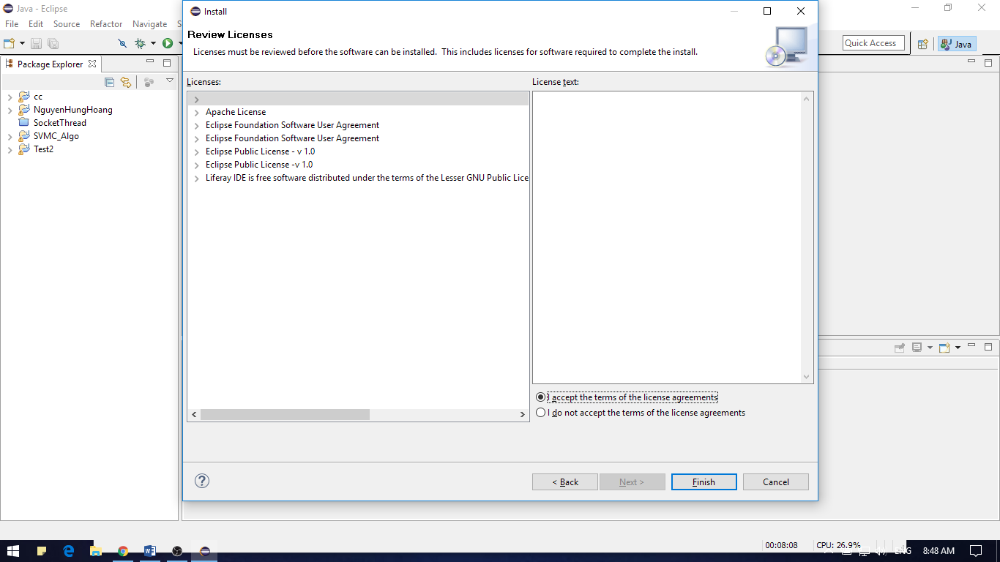 Java - Eclipse
File Edit Source Refactor Navigate S
Quick Access
Java
Package Explorer
cc
NguyenHungHoang
SocketThread
SVMC_Algo
Test2
Install
Review Licenses
Licenses must be reviewed before the software can be installed. This includes licenses for software required to complete the install.
Licenses:
Apache License
Eclipse Foundation Software User Agreement
Eclipse Foundation Software User Agreement
Eclipse Public License - v 1.0
Eclipse Public License -v 1.0
Liferay IDE is free software distributed under the terms of the Lesser GNU Public Lice
License text:
I accept the terms of the license agreements
I do not accept the terms of the license agreements
< Back Next > Finish Cancel
00:08:08 CPU: 26.9%
ENG 8:48 AM